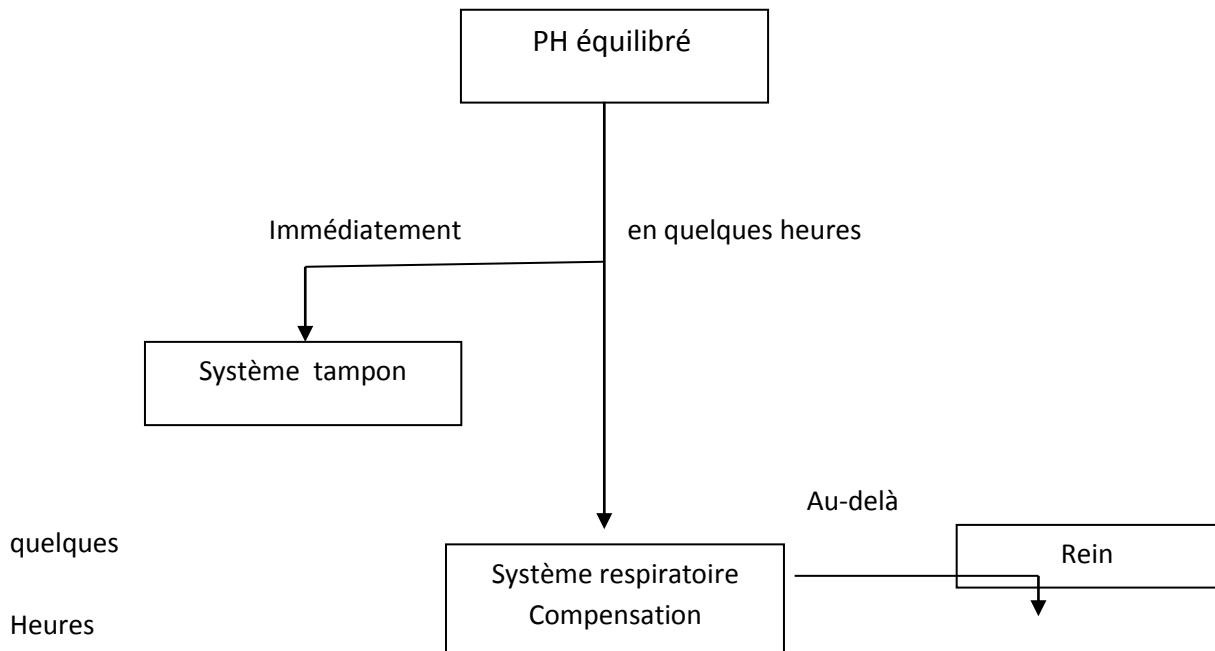 PH équilibré
Immédiatement
en quelques heures
Système tampon
Au-delà
quelques
Rein
Système respiratoire
Compensation
Heures